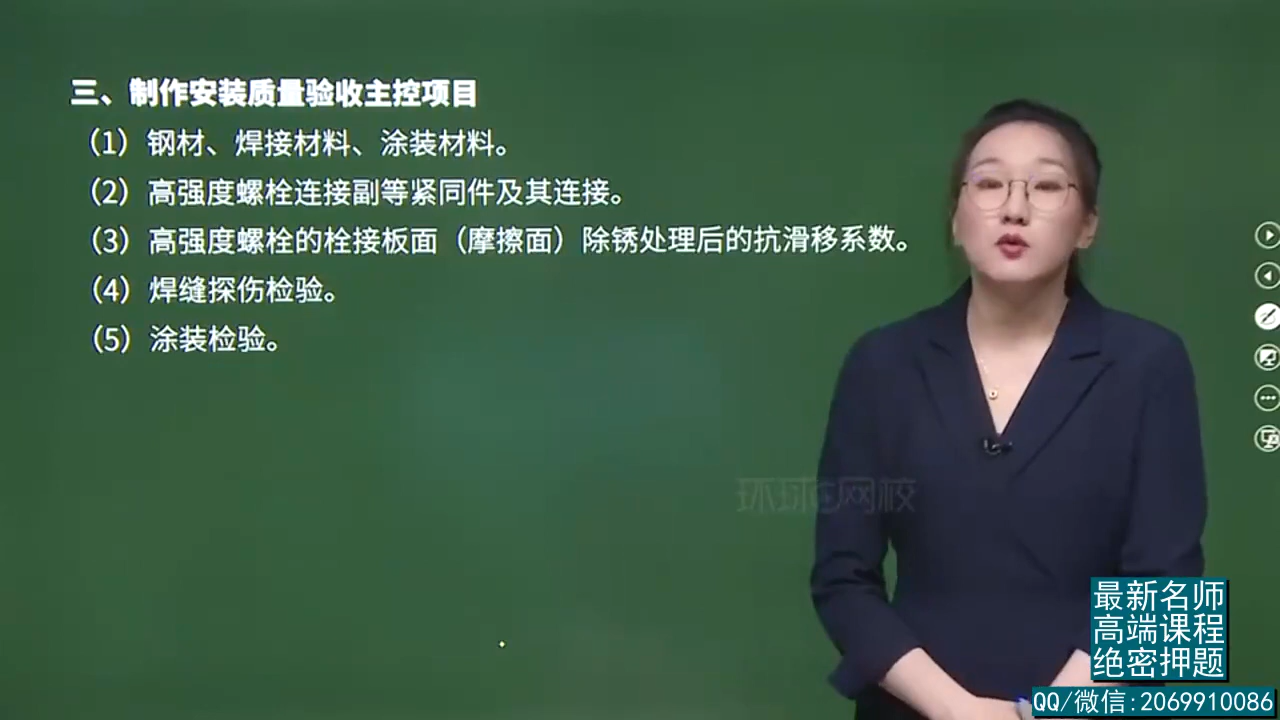 三、制作安装质量验收主控项目
（1）钢材、焊接材料、涂装材料。
（2）高强度螺栓连接副等紧同件及其连接。
（3）高强度螺栓的栓接板面（摩擦面）除锈处理后的抗滑移系数。
（4）焊缝探伤检验。
（5）涂装检验。
环球网校
最新名师
高端课程
绝密押题
QQ/微信:2069910086